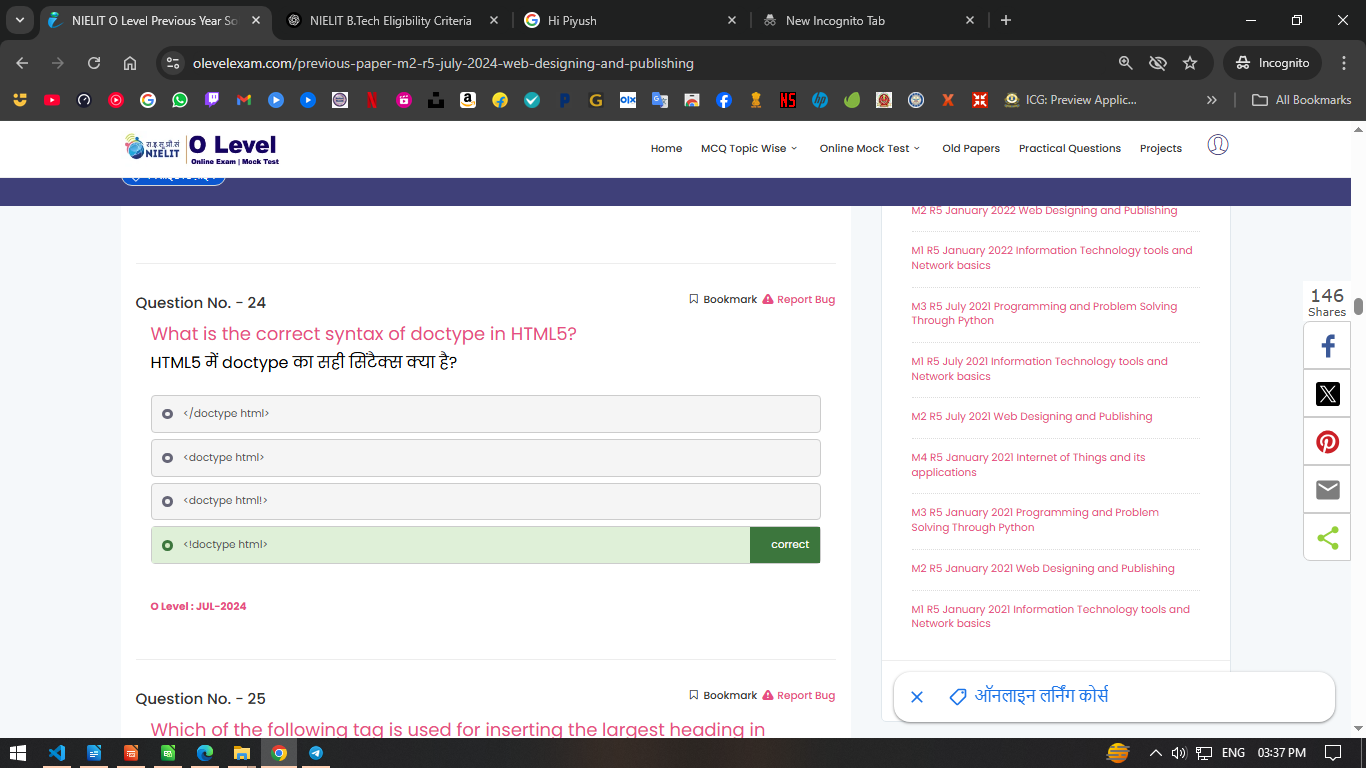 NIELIT O Level Previous Year So
NIELIT B.Tech Eligibility Criteria
Hi Piyush
New Incognito Tab
olevelexam.com/previous-paper-m2-r5-july-2024-web-designing-and-publishing
Incognito
ICG: Preview Applic...
All Bookmarks
रा.इ.सू.प्रौ.सं
NIELIT
O Level
Online Exam | Mock Test
Home
MCQ Topic Wise
Online Mock Test
Old Papers
Practical Questions
Projects
Question No. - 24
Bookmark
Report Bug
What is the correct syntax of doctype in HTML5?
HTML5 में doctype का सही सिंटैक्स क्या है?
</doctype html>
<doctype html>
<doctype html!>
<!doctype html>
correct
O Level : JUL-2024
Question No. - 25
Bookmark
Report Bug
Which of the following tag is used for inserting the largest heading in
M2 R5 January 2022 Web Designing and Publishing
M1 R5 January 2022 Information Technology tools and
Network basics
M3 R5 July 2021 Programming and Problem Solving
Through Python
M1 R5 July 2021 Information Technology tools and
Network basics
M2 R5 July 2021 Web Designing and Publishing
M4 R5 January 2021 Internet of Things and its
applications
M3 R5 January 2021 Programming and Problem
Solving Through Python
M2 R5 January 2021 Web Designing and Publishing
M1 R5 January 2021 Information Technology tools and
Network basics
146
Shares
ऑनलाइन लर्निंग कोर्स
ENG
03:37 PM